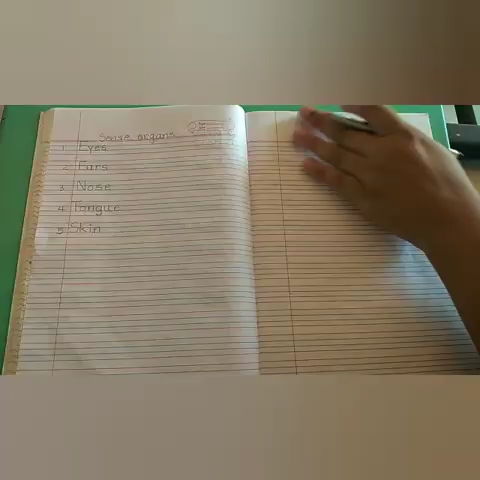 Sense organs
1 Eyes
2 Ears
3 Nose
4 Tongue
5 Skin